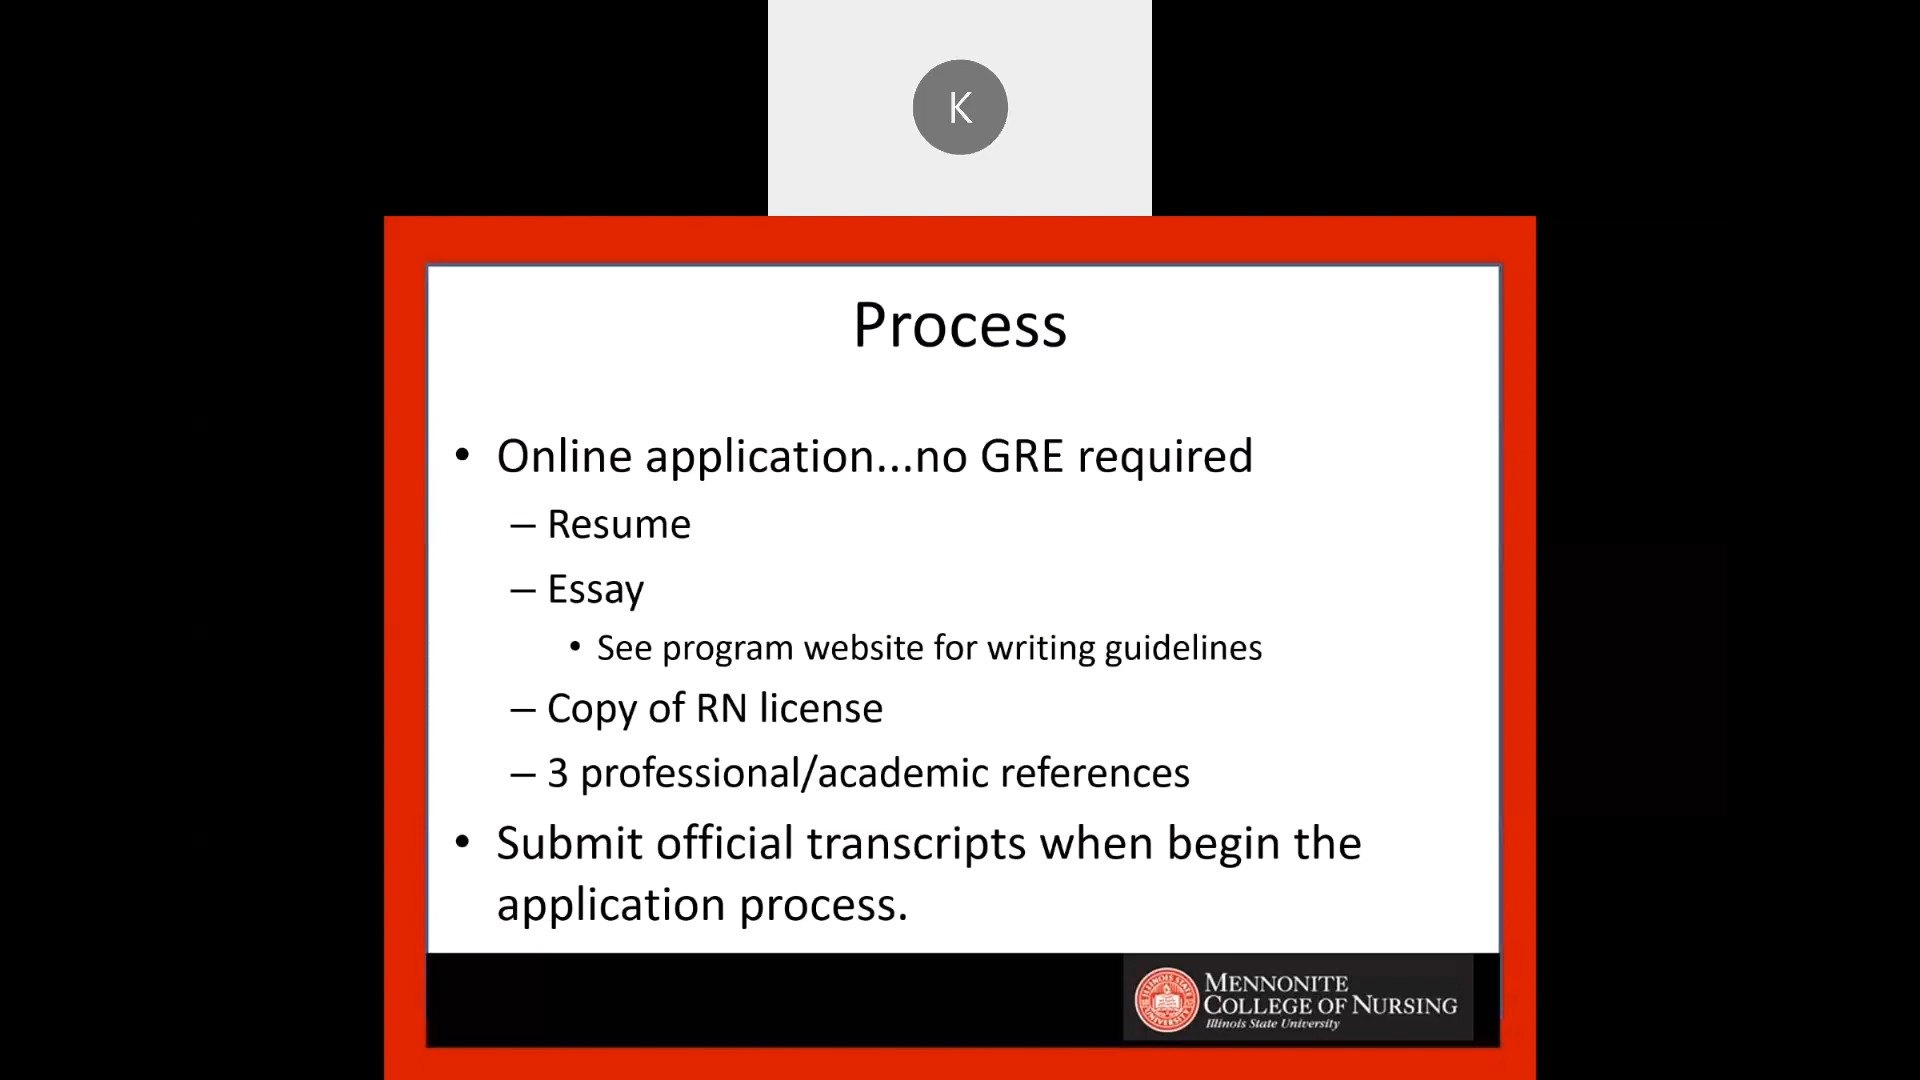 K
Process
• Online application...no GRE required
– Resume
– Essay
• See program website for writing guidelines
– Copy of RN license
– 3 professional/academic references
• Submit official transcripts when begin the
application process.
MENNONITE
COLLEGE OF NURSING
Illinois State University